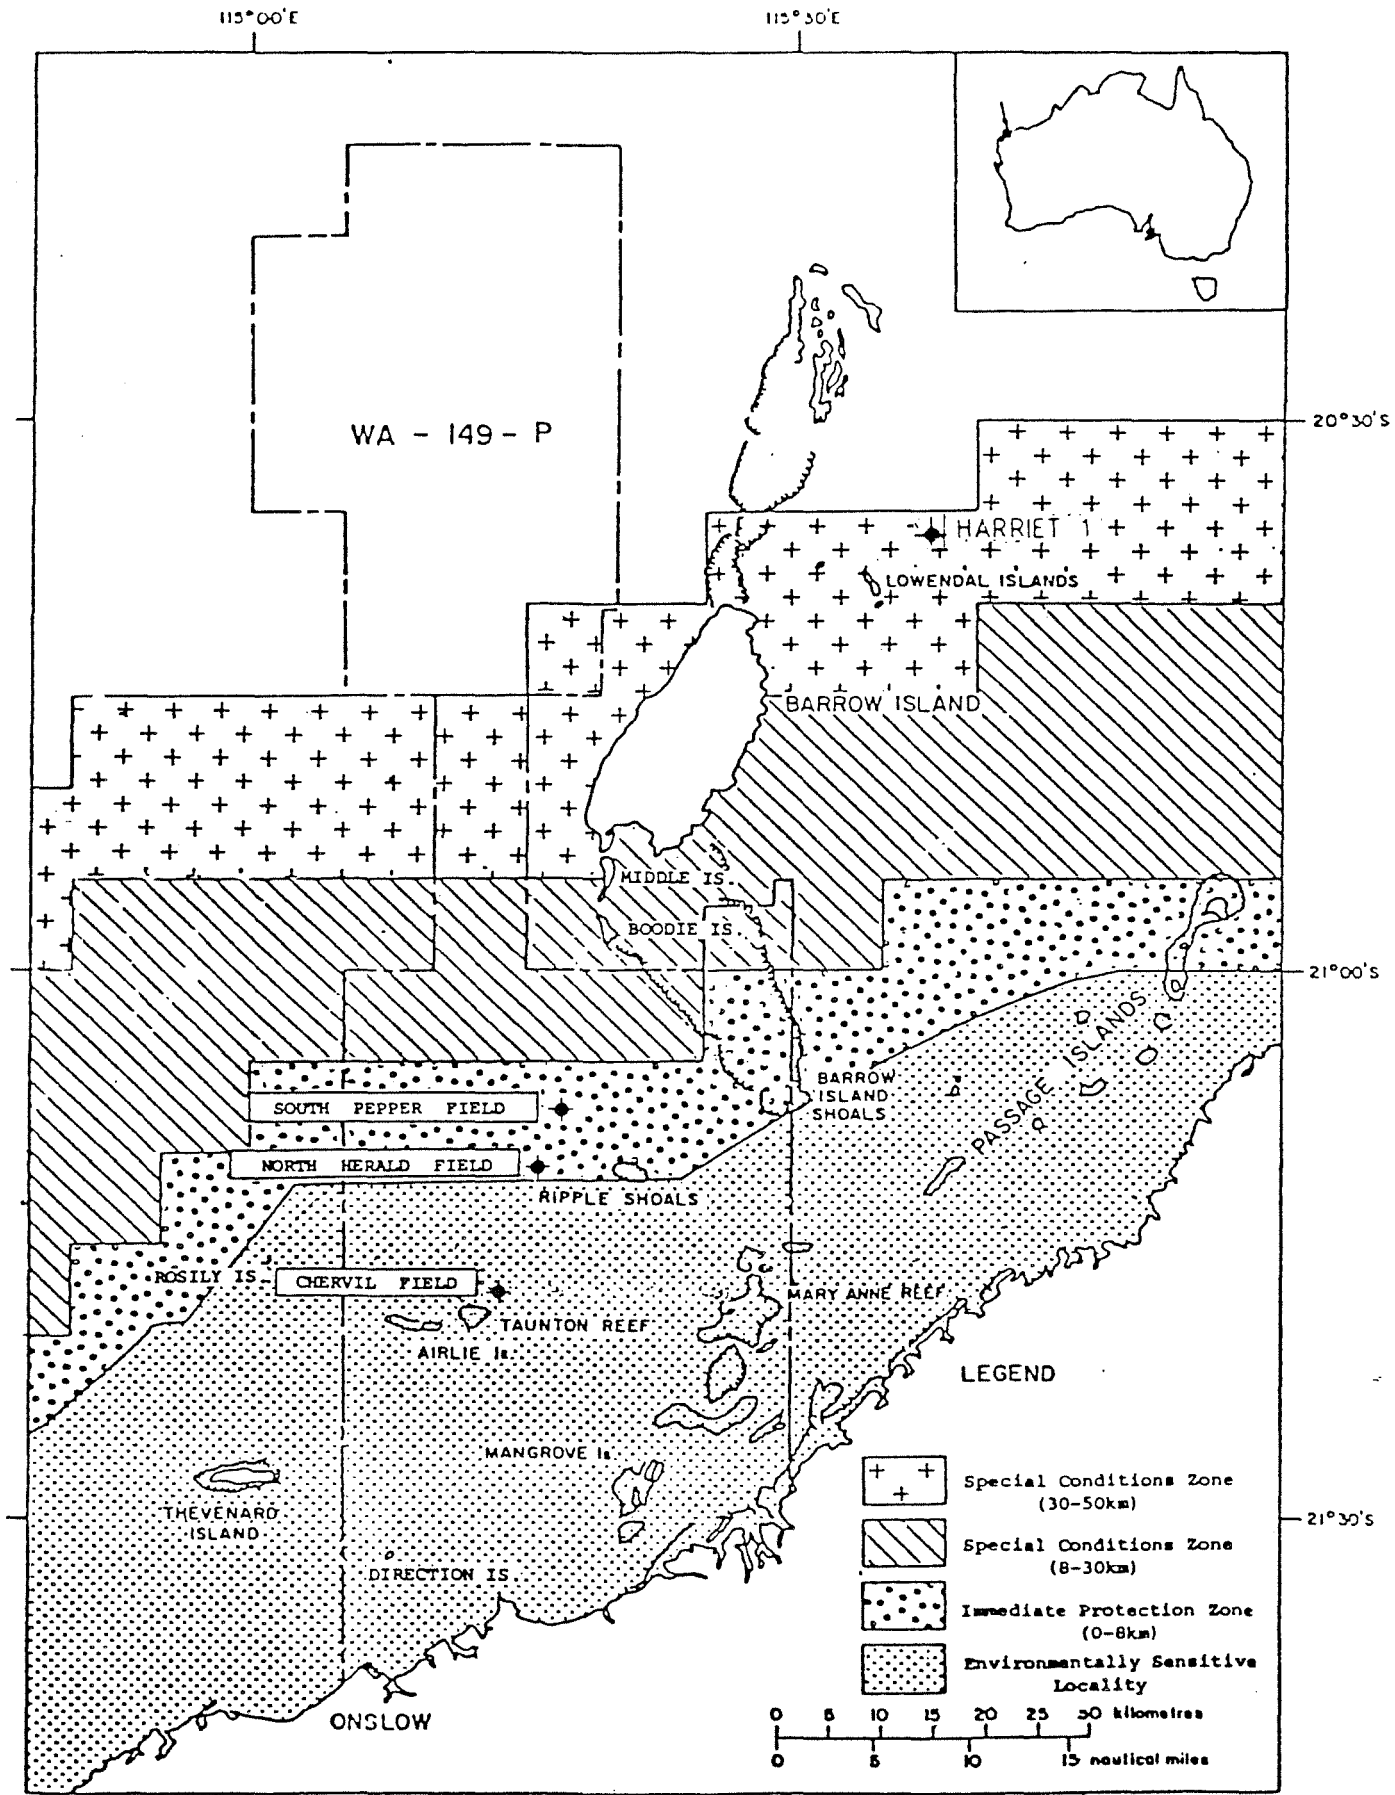 115°00'E
115°30'E
WA - 149 - P
20°30'S
HARRIET 1
LOWENDAL ISLANDS
BARROW ISLAND
MIDDLE IS.
BOODIE IS.
21°00'S
PASSAGE ISLANDS
BARROW
ISLAND
SHOALS
SOUTH PEPPER FIELD
NORTH HERALD FIELD
RIPPLE SHOALS
ROSILY IS.
CHERVIL FIELD
MARY ANNE REEF
TAUNTON REEF
AIRLIE Is.
LEGEND
MANGROVE Is.
Special Conditions Zone
(30-50km)
THEVENARD
ISLAND
21°30'S
Special Conditions Zone
(8-30km)
DIRECTION IS.
Immediate Protection Zone
(0-8km)
Environmentally Sensitive
Locality
ONSLOW
0 5 10 15 20 25 30 kilometres
0 5 10 15 nautical miles